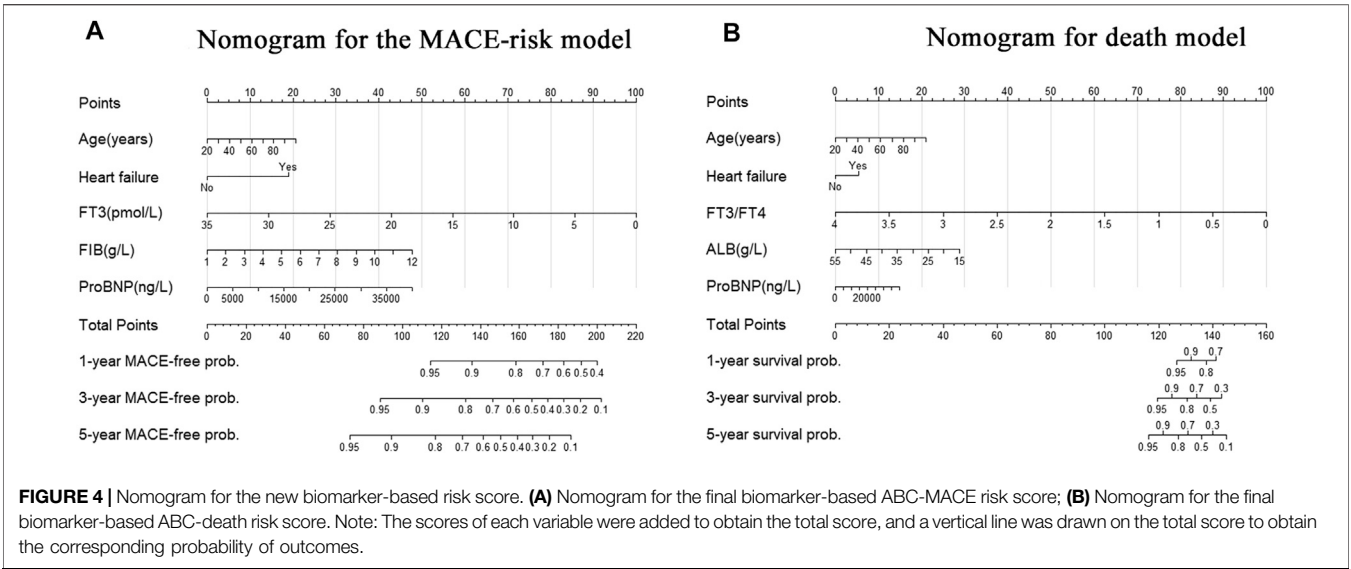 A
Nomogram for the MACE-risk model
Points
0 10 20 30 40 50 60 70 80 90 100
Age(years)
20 40 60 80
Heart failure
Yes
No
FT3(pmol/L)
35 30 25 20 15 10 5 0
FIB(g/L)
1 2 3 4 5 6 7 8 9 10 12
ProBNP(ng/L)
0 5000 15000 25000 35000
Total Points
0 20 40 60 80 100 120 140 160 180 200 220
1-year MACE-free prob.
0.95 0.9 0.8 0.7 0.6 0.5 0.4
3-year MACE-free prob.
0.95 0.9 0.8 0.7 0.6 0.5 0.4 0.3 0.2 0.1
5-year MACE-free prob.
0.95 0.9 0.8 0.7 0.6 0.5 0.4 0.3 0.2 0.1
B
Nomogram for death model
Points
0 10 20 30 40 50 60 70 80 90 100
Age(years)
20 40 60 80
Heart failure
Yes
No
FT3/FT4
4 3.5 3 2.5 2 1.5 1 0.5 0
ALB(g/L)
55 45 35 25 15
ProBNP(ng/L)
0 20000
Total Points
0 20 40 60 80 100 120 140 160
1-year survival prob.
0.9 0.7
0.95 0.8
3-year survival prob.
0.9 0.7 0.3
0.95 0.8 0.5
5-year survival prob.
0.9 0.7 0.3
0.95 0.8 0.5 0.1
FIGURE 4 | Nomogram for the new biomarker-based risk score. (A) Nomogram for the final biomarker-based ABC-MACE risk score; (B) Nomogram for the final
biomarker-based ABC-death risk score. Note: The scores of each variable were added to obtain the total score, and a vertical line was drawn on the total score to obtain
the corresponding probability of outcomes.